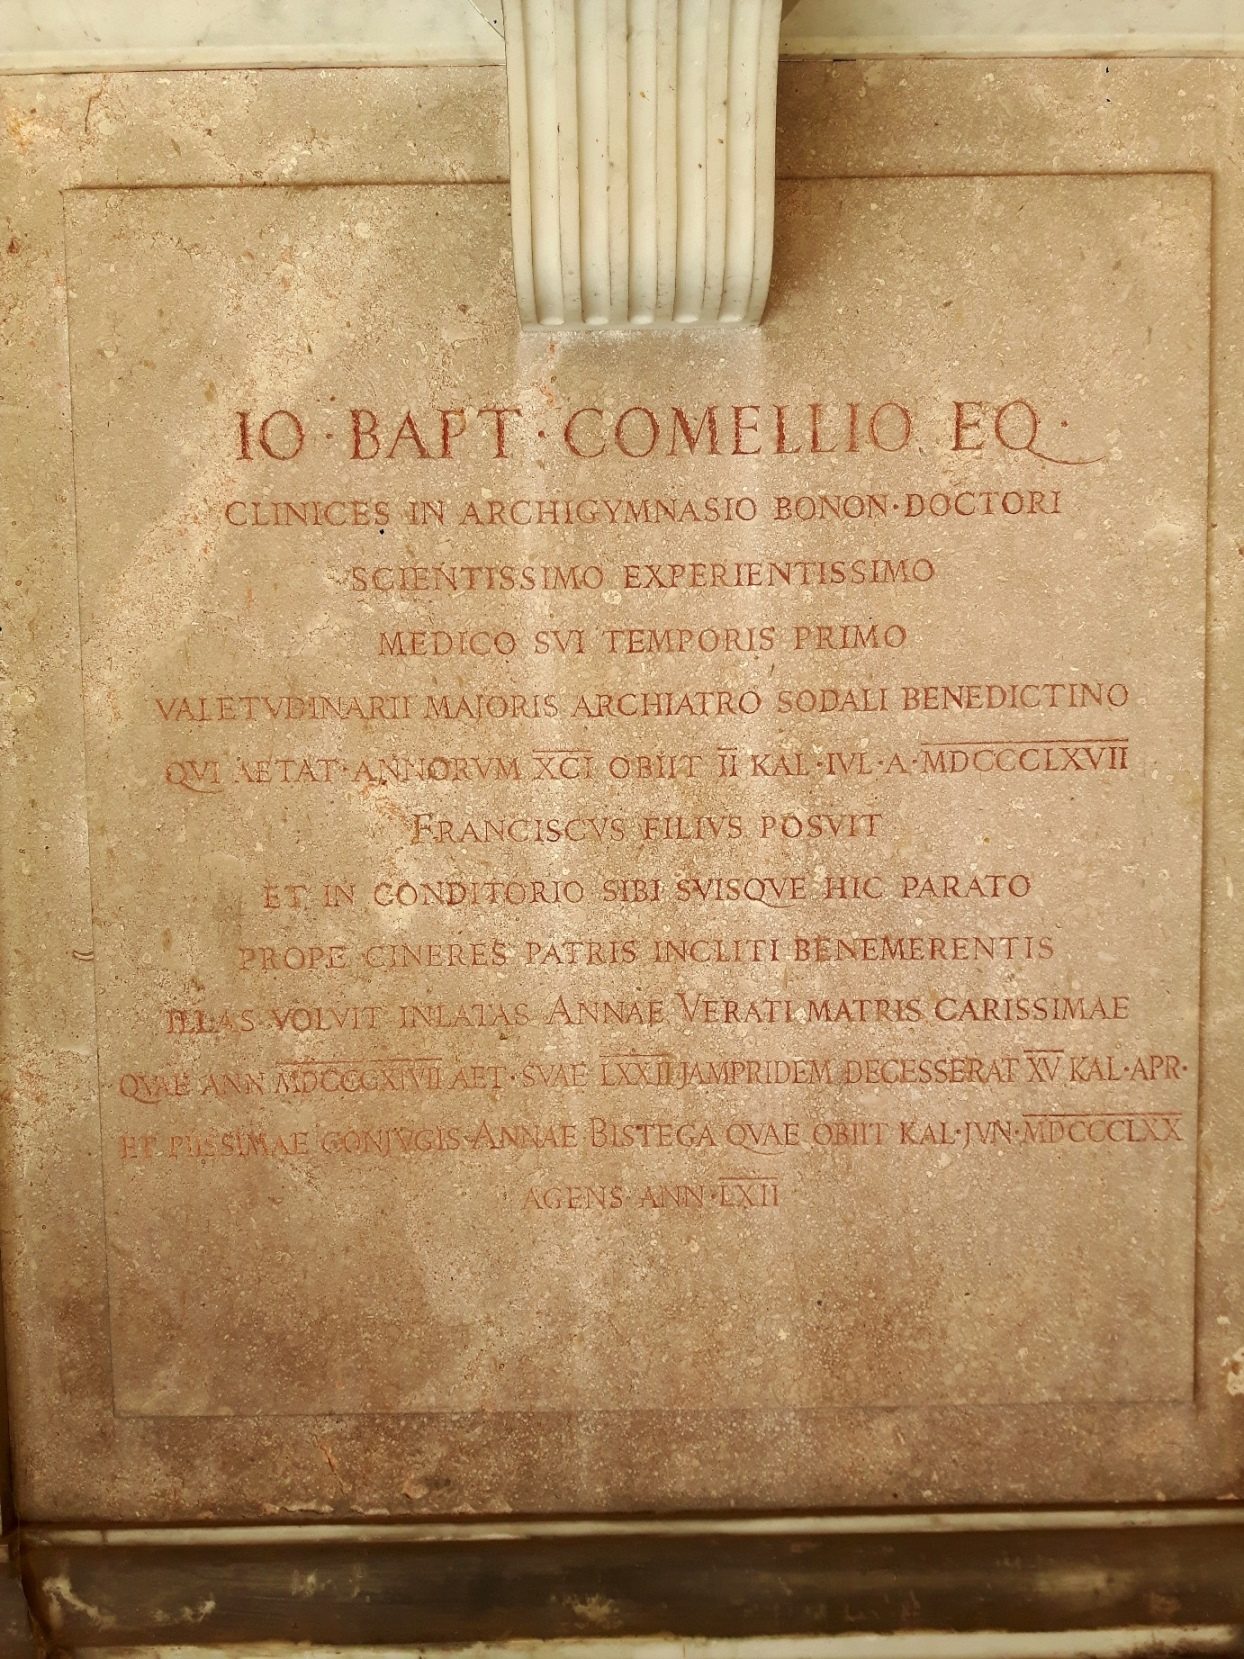 IO · BAPT · COMELLIO EQ ·
CLINICES IN ARCHIGYMNASIO BONON · DOCTORI
SCIENTISSIMO EXPERIENTISSIMO
MEDICO SVI TEMPORIS PRIMO
VALETVDINARII MAJORIS ARCHIATRO SODALI BENEDICTINO
QVI AETAT · ANNORVM XCI OBIIT II KAL · IVL · A · MDCCCLXVII
FRANCISCVS FILIVS POSVIT
ET IN CONDITORIO SIBI SVISQVE HIC PARATO
PROPE CINERES PATRIS INCLITI BENEMERENTIS
ILLAS VOLVIT INLATAS ANNAE VERATI MATRIS CARISSIMAE
QVAE ANN AET · SVAE LXXII JAMPRIDEM DECESSERAT XV KAL · APR ·
ET PIISSIMAE CONJVGIS ANNAE BISTEGA QVAE OBIIT KAL · JVN · MDCCCLXX
AGENS ANN · LXII